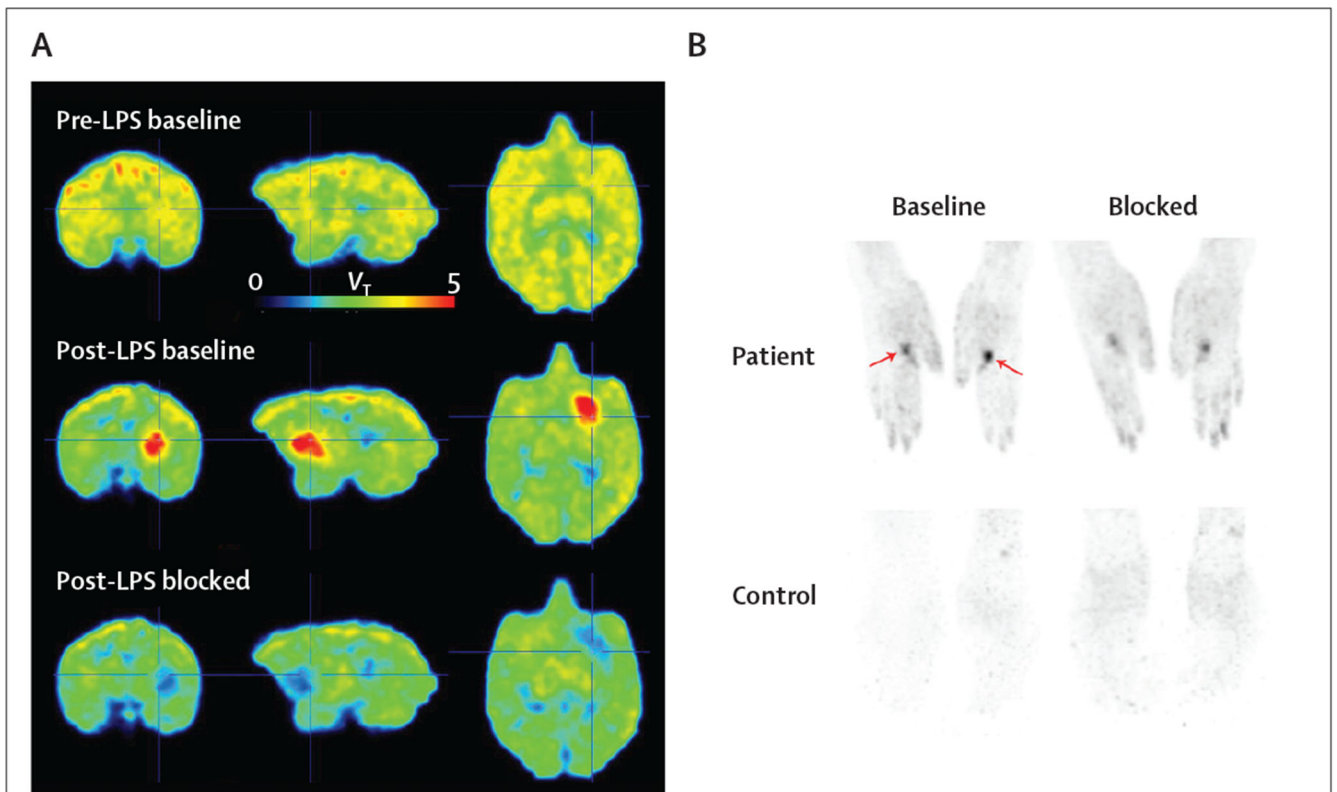 A
B
Pre-LPS baseline
0 V_T 5
Post-LPS baseline
Post-LPS blocked
Baseline Blocked
Patient
Control